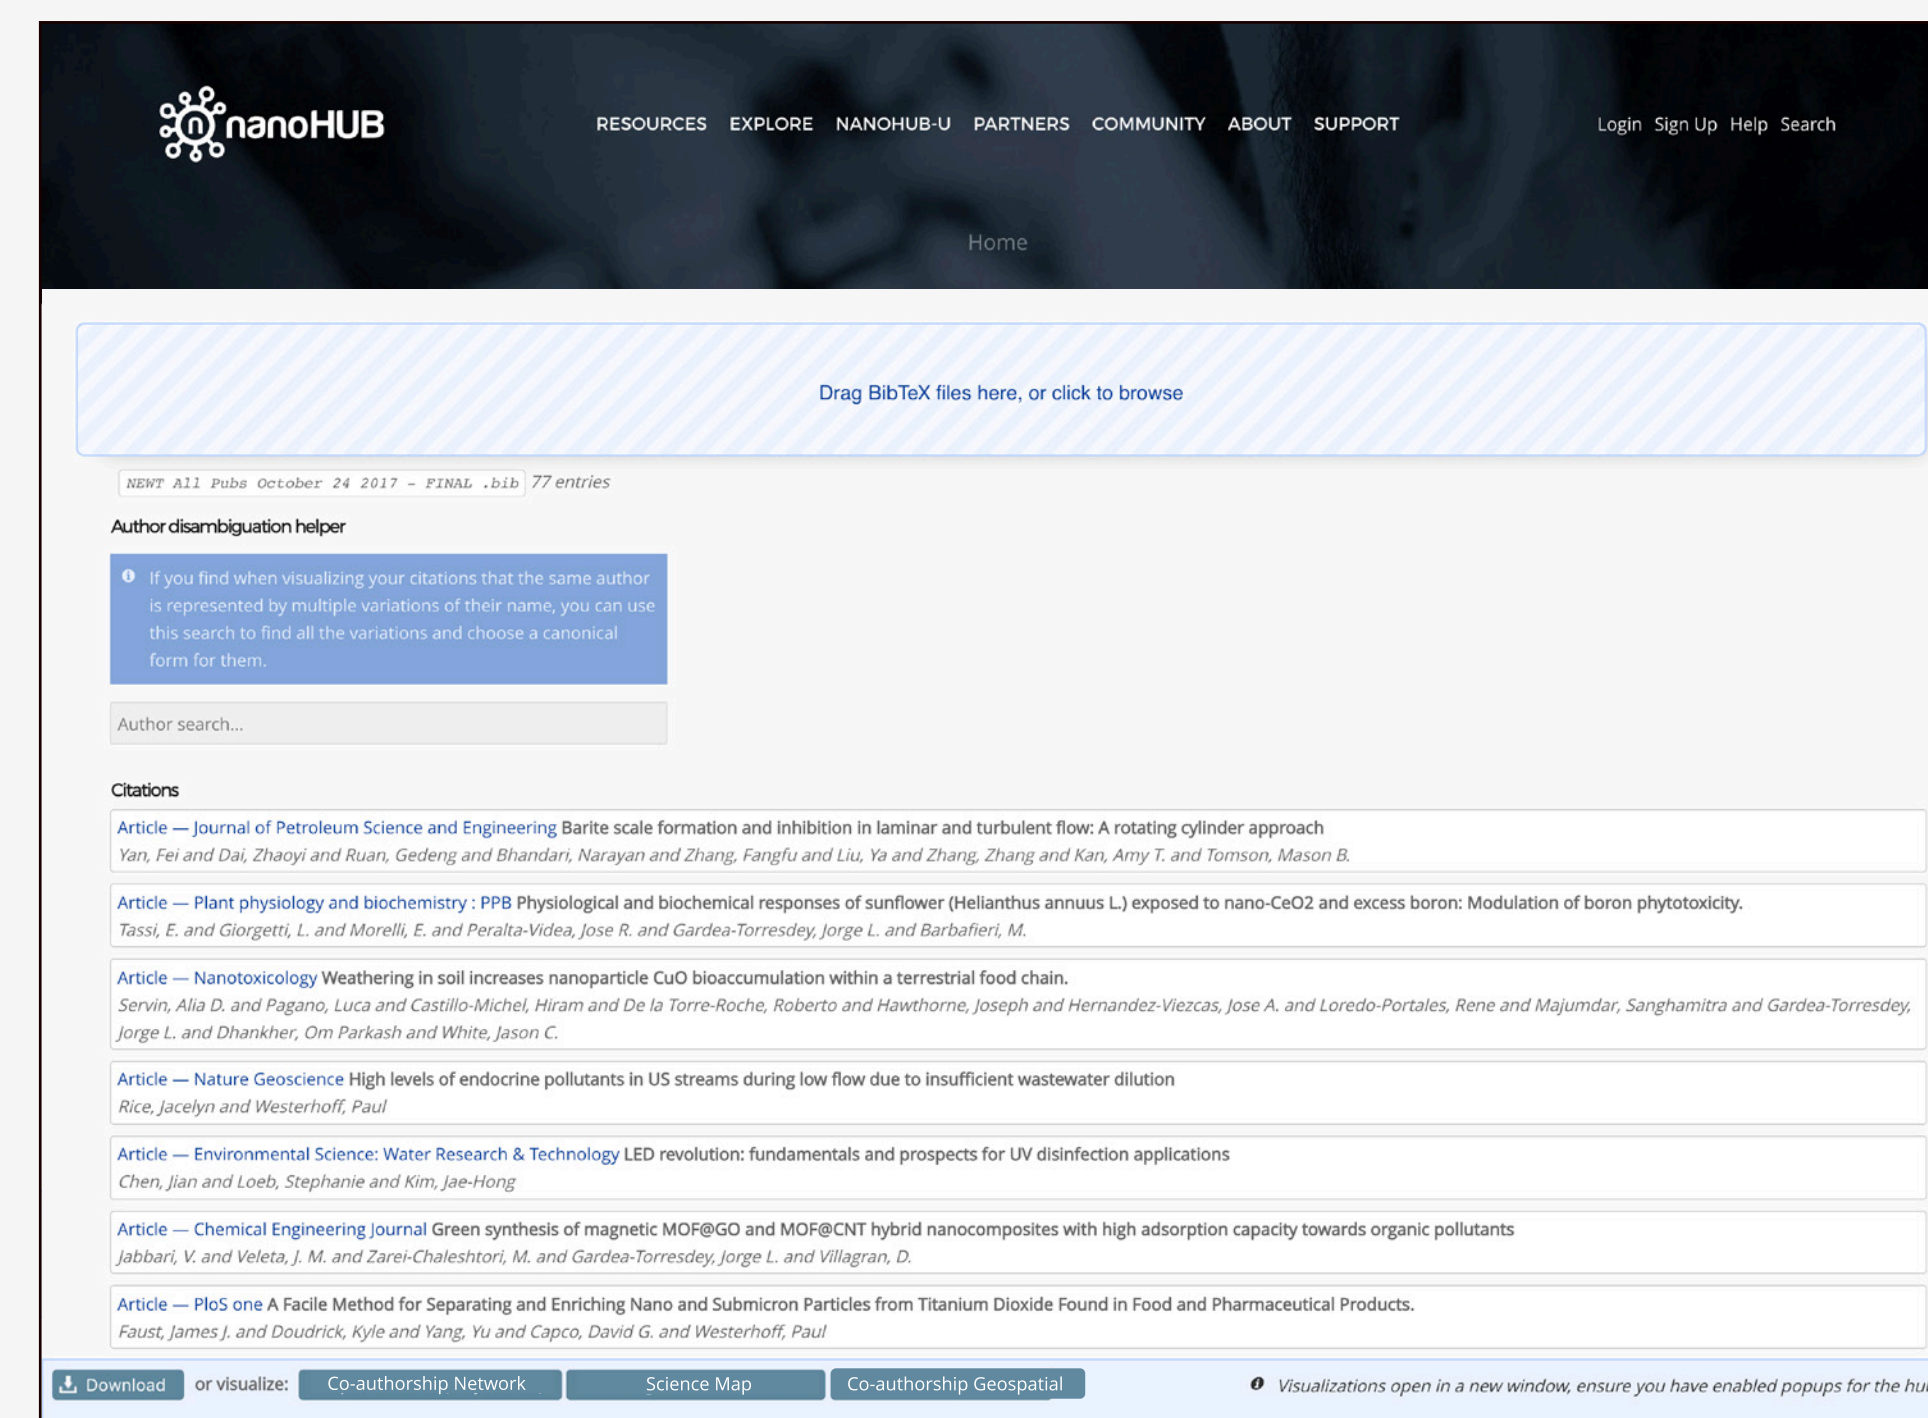 nanoHUB
RESOURCES EXPLORE NANOHUB-U PARTNERS COMMUNITY ABOUT SUPPORT
Login Sign Up Help Search
Home
Drag BibTeX files here, or click to browse
NEWT All Pubs October 24 2017 - FINAL .bib 77 entries
Author disambiguation helper
If you find when visualizing your citations that the same author
is represented by multiple variations of their name, you can use
this search to find all the variations and choose a canonical
form for them.
Author search...
Citations
Article — Journal of Petroleum Science and Engineering Barite scale formation and inhibition in laminar and turbulent flow: A rotating cylinder approach
Yan, Fei and Dai, Zhaoyi and Ruan, Gedeng and Bhandari, Narayan and Zhang, Fangfu and Liu, Ya and Zhang, Zhang and Kan, Amy T. and Tomson, Mason B.
Article — Plant physiology and biochemistry : PPB Physiological and biochemical responses of sunflower (Helianthus annuus L.) exposed to nano-CeO2 and excess boron: Modulation of boron phytotoxicity.
Tassi, E. and Giorgetti, L. and Morelli, E. and Peralta-Videa, Jose R. and Gardea-Torresdey, Jorge L. and Barbafieri, M.
Article — Nanotoxicology Weathering in soil increases nanoparticle CuO bioaccumulation within a terrestrial food chain.
Servin, Alia D. and Pagano, Luca and Castillo-Michel, Hiram and De la Torre-Roche, Roberto and Hawthorne, Joseph and Hernandez-Viezcas, Jose A. and Loredo-Portales, Rene and Majumdar, Sanghamitra and Gardea-Torresdey,
Jorge L. and Dhankher, Om Parkash and White, Jason C.
Article — Nature Geoscience High levels of endocrine pollutants in US streams during low flow due to insufficient wastewater dilution
Rice, Jacelyn and Westerhoff, Paul
Article — Environmental Science: Water Research & Technology LED revolution: fundamentals and prospects for UV disinfection applications
Chen, Jian and Loeb, Stephanie and Kim, Jae-Hong
Article — Chemical Engineering Journal Green synthesis of magnetic MOF@GO and MOF@CNT hybrid nanocomposites with high adsorption capacity towards organic pollutants
Jabbari, V. and Veleta, J. M. and Zarei-Chaleshtori, M. and Gardea-Torresdey, Jorge L. and Villagran, D.
Article — PloS one A Facile Method for Separating and Enriching Nano and Submicron Particles from Titanium Dioxide Found in Food and Pharmaceutical Products.
Faust, James J. and Doudrick, Kyle and Yang, Yu and Capco, David G. and Westerhoff, Paul
Download or visualize: Co-authorship Network Science Map Co-authorship Geospatial
Visualizations open in a new window, ensure you have enabled popups for the